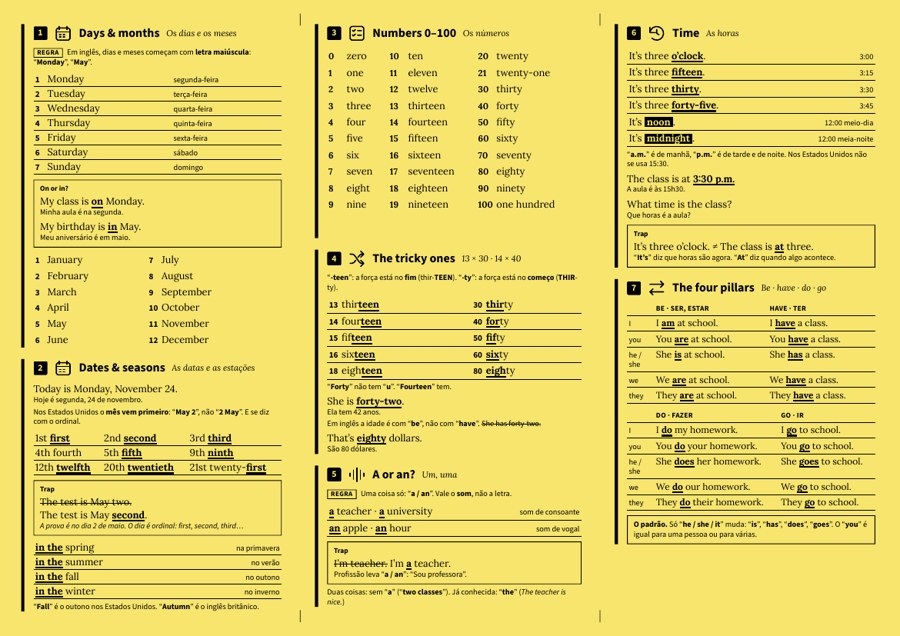 1 Days & months Os dias e os meses
REGRA Em inglês, dias e meses começam com letra maiúscula:
"Monday", "May".
1 Monday segunda-feira
2 Tuesday terça-feira
3 Wednesday quarta-feira
4 Thursday quinta-feira
5 Friday sexta-feira
6 Saturday sábado
7 Sunday domingo
On or in?
My class is on Monday.
Minha aula é na segunda.
My birthday is in May.
Meu aniversário é em maio.
1 January 7 July
2 February 8 August
3 March 9 September
4 April 10 October
5 May 11 November
6 June 12 December
2 Dates & seasons As datas e as estações
Today is Monday, November 24.
Hoje é segunda, 24 de novembro.
Nos Estados Unidos o mês vem primeiro: "May 2", não "2 May". E se diz
com o ordinal.
1st first 2nd second 3rd third
4th fourth 5th fifth 9th ninth
12th twelfth 20th twentieth 21st twenty-first
Trap
The test is May two.
The test is May second.
A prova é no dia 2 de maio. O dia é ordinal: first, second, third…
in the spring na primavera
in the summer no verão
in the fall no outono
in the winter no inverno
"Fall" é o outono nos Estados Unidos. "Autumn" é o inglês britânico.
3 Numbers 0–100 Os números
0 zero 10 ten 20 twenty
1 one 11 eleven 21 twenty-one
2 two 12 twelve 30 thirty
3 three 13 thirteen 40 forty
4 four 14 fourteen 50 fifty
5 five 15 fifteen 60 sixty
6 six 16 sixteen 70 seventy
7 seven 17 seventeen 80 eighty
8 eight 18 eighteen 90 ninety
9 nine 19 nineteen 100 one hundred
4 The tricky ones 13 × 30 · 14 × 40
"-teen": a força está no fim (thir-TEEN). "-ty": a força está no começo (THIR-
ty).
13 thirteen 30 thirty
14 fourteen 40 forty
15 fifteen 50 fifty
16 sixteen 60 sixty
18 eighteen 80 eighty
"Forty" não tem "u". "Fourteen" tem.
She is forty-two.
Ela tem 42 anos.
Em inglês a idade é com "be", não com "have". She has forty-two.
That's eighty dollars.
São 80 dólares.
5 A or an? Um, uma
REGRA Uma coisa só: "a / an". Vale o som, não a letra.
a teacher · a university som de consoante
an apple · an hour som de vogal
Trap
I'm teacher. I'm a teacher.
Profissão leva "a / an": "Sou professora".
Duas coisas: sem "a" ("two classes"). Já conhecida: "the" (The teacher is
nice.)
6 Time As horas
It's three o'clock. 3:00
It's three fifteen. 3:15
It's three thirty. 3:30
It's three forty-five. 3:45
It's noon. 12:00 meio-dia
It's midnight. 12:00 meia-noite
"a.m." é de manhã, "p.m." é de tarde e de noite. Nos Estados Unidos não
se usa 15:30.
The class is at 3:30 p.m.
A aula é às 15h30.
What time is the class?
Que horas é a aula?
Trap
It's three o'clock. ≠ The class is at three.
"It's" diz que horas são agora. "At" diz quando algo acontece.
7 The four pillars Be · have · do · go
BE · SER, ESTAR HAVE · TER
I I am at school. I have a class.
you You are at school. You have a class.
he / She is at school. She has a class.
she
we We are at school. We have a class.
they They are at school. They have a class.
DO · FAZER GO · IR
I I do my homework. I go to school.
you You do your homework. You go to school.
he / She does her homework. She goes to school.
she
we We do our homework. We go to school.
they They do their homework. They go to school.
O padrão. Só "he / she / it" muda: "is", "has", "does", "goes". O "you" é
igual para uma pessoa ou para várias.